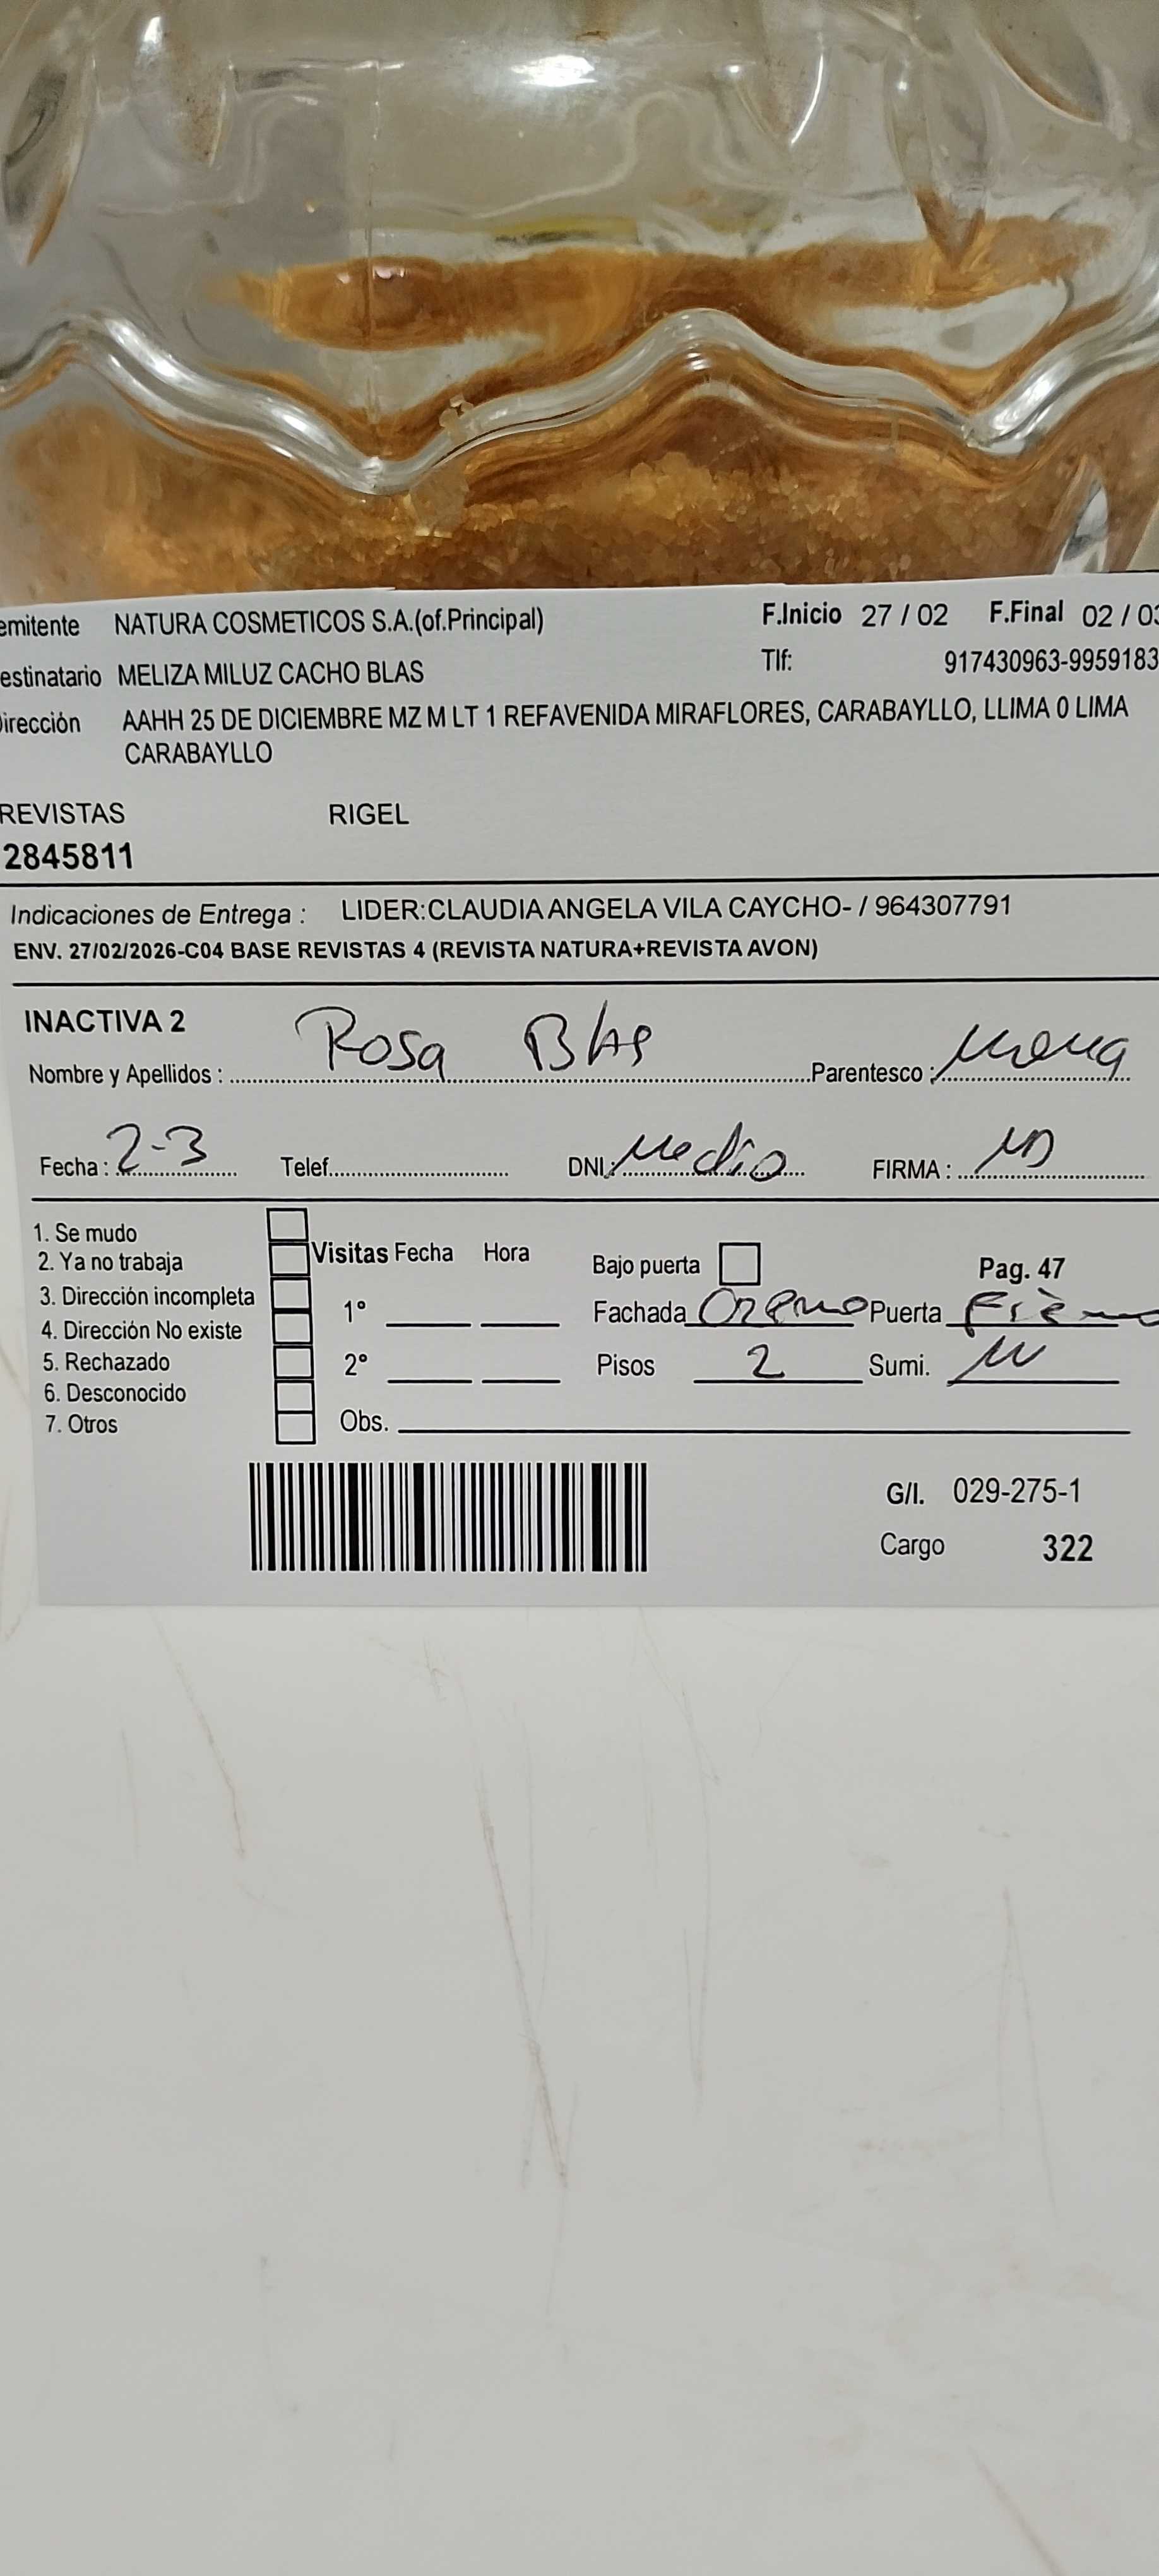 emitente NATURA COSMETICOS S.A.(of.Principal) F.Inicio 27 / 02 F.Final 02 / 03
estinatario MELIZA MILUZ CACHO BLAS Tlf: 917430963-9959183
Dirección AAHH 25 DE DICIEMBRE MZ M LT 1 REFAVENIDA MIRAFLORES, CARABAYLLO, LLIMA 0 LIMA
CARABAYLLO
REVISTAS RIGEL
2845811
Indicaciones de Entrega : LIDER:CLAUDIA ANGELA VILA CAYCHO- / 964307791
ENV. 27/02/2026-C04 BASE REVISTAS 4 (REVISTA NATURA+REVISTA AVON)
INACTIVA 2
Nombre y Apellidos : Rosa Blas Parentesco :
Fecha : 2-3 Telef. DNI : Medio FIRMA :
1. Se mudo
2. Ya no trabaja
3. Dirección incompleta
4. Dirección No existe
5. Rechazado
6. Desconocido
7. Otros
Visitas Fecha Hora
1°
2°
Obs.
Bajo puerta Pag. 47
Fachada Cremo Puerta Fierro
Pisos 2 Sumi.
G/I. 029-275-1
Cargo 322